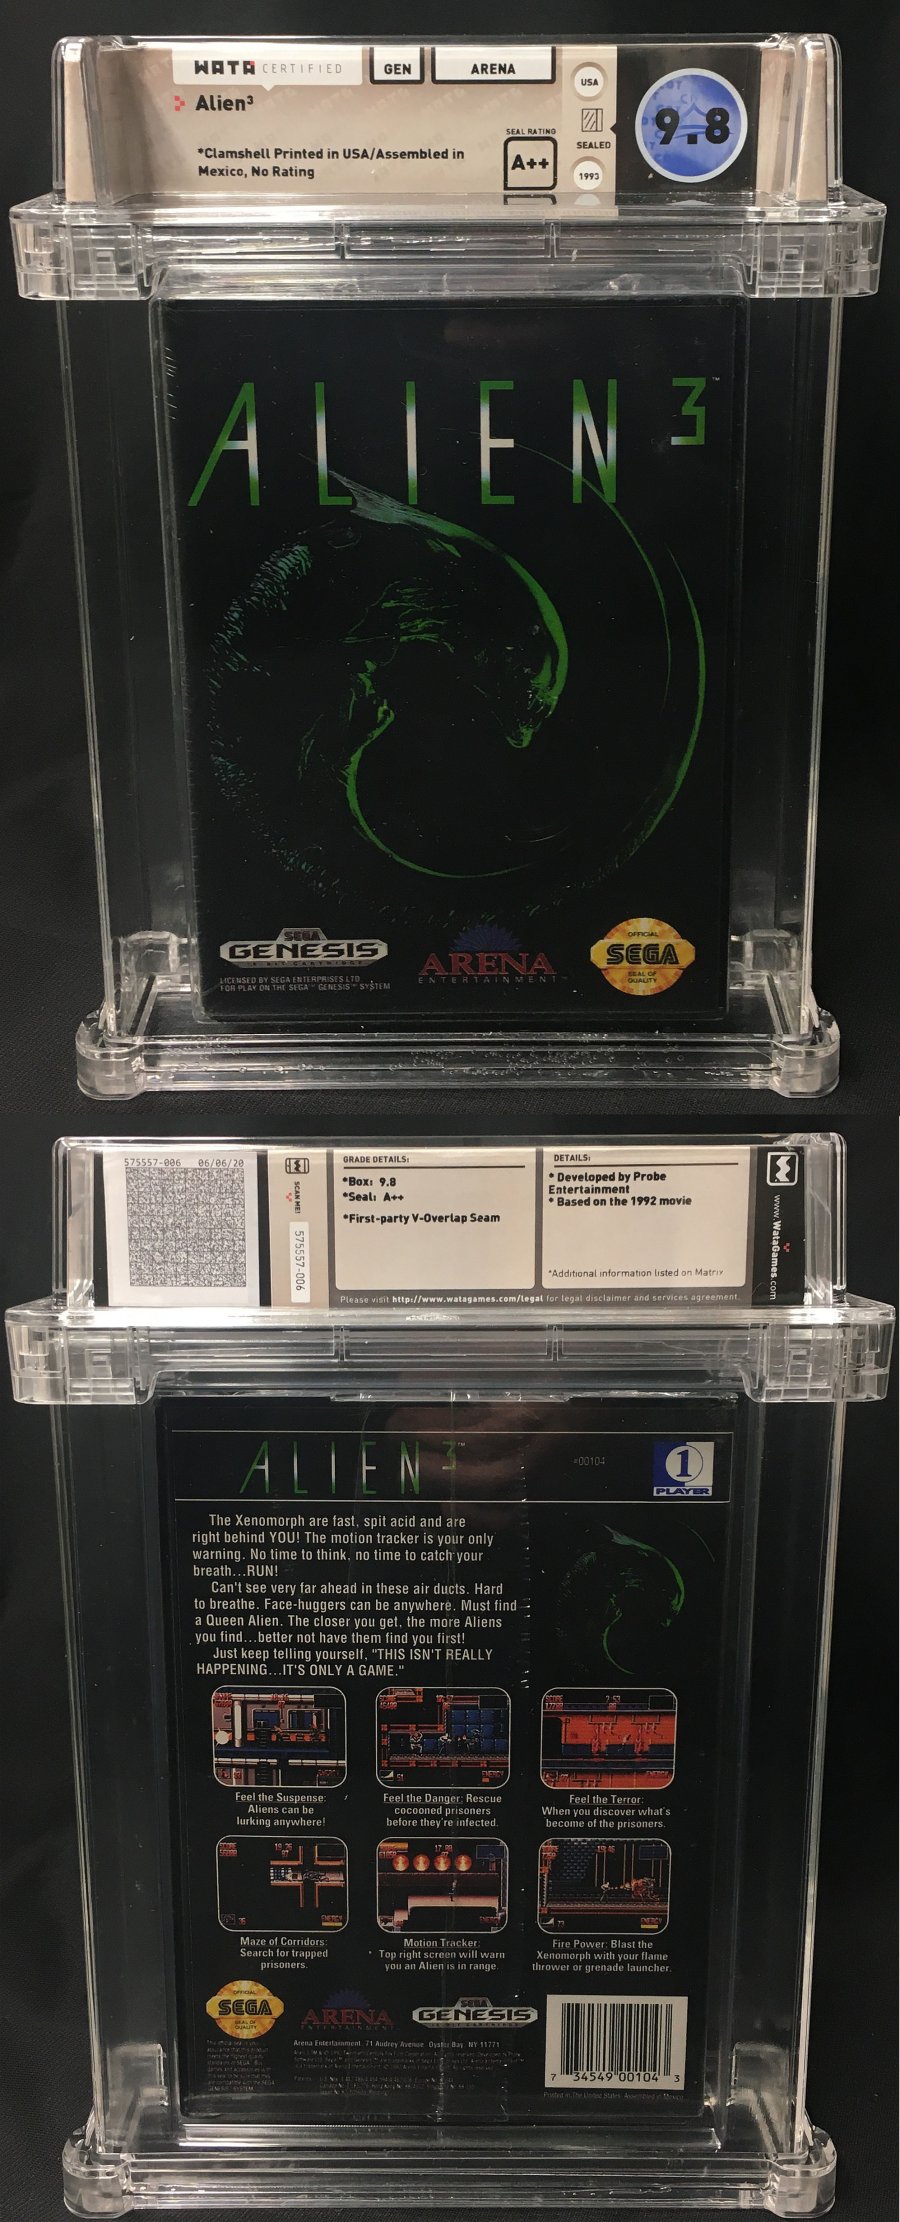 WATA CERTIFIED
GEN
ARENA
Alien³
*Clamshell Printed in USA/Assembled in
Mexico, No Rating
SEAL RATING
A++
USA
SEALED
1993
9.8
ALIEN 3™
SEGA
GENESIS
16-BIT CARTRIDGE
LICENSED BY SEGA ENTERPRISES LTD.
FOR PLAY ON THE SEGA™ GENESIS™ SYSTEM
ARENA
ENTERTAINMENT™
OFFICIAL
SEGA
SEAL OF
QUALITY
575557-006 06/06/20
SCAN ME!
575557-006
GRADE DETAILS:
*Box: 9.8
*Seal: A++
*First-party V-Overlap Seam
DETAILS:
* Developed by Probe
Entertainment
* Based on the 1992 movie
*Additional information listed on Matrix
Please visit http://www.watagames.com/legal for legal disclaimer and services agreement.
www.WataGames.com
ALIEN 3™
#00104
1
PLAYER
The Xenomorph are fast, spit acid and are
right behind YOU! The motion tracker is your only
warning. No time to think, no time to catch your
breath...RUN!
Can't see very far ahead in these air ducts. Hard
to breathe. Face-huggers can be anywhere. Must find
a Queen Alien. The closer you get, the more Aliens
you find...better not have them find you first!
Just keep telling yourself, "THIS ISN'T REALLY
HAPPENING...IT'S ONLY A GAME."
Feel the Suspense:
Aliens can be
lurking anywhere!
Feel the Danger: Rescue
cocooned prisoners
before they're infected.
Feel the Terror:
When you discover what's
become of the prisoners.
Maze of Corridors:
Search for trapped
prisoners.
Motion Tracker:
Top right screen will warn
you an Alien is in range.
Fire Power: Blast the
Xenomorph with your flame
thrower or grenade launcher.
OFFICIAL
SEGA
SEAL OF
QUALITY
ARENA
ENTERTAINMENT
SEGA
GENESIS
Arena Entertainment, 71 Audrey Avenue, Oyster Bay, NY 11771
7 34549 00104 3
Printed in The United States. Assembled in Mexico